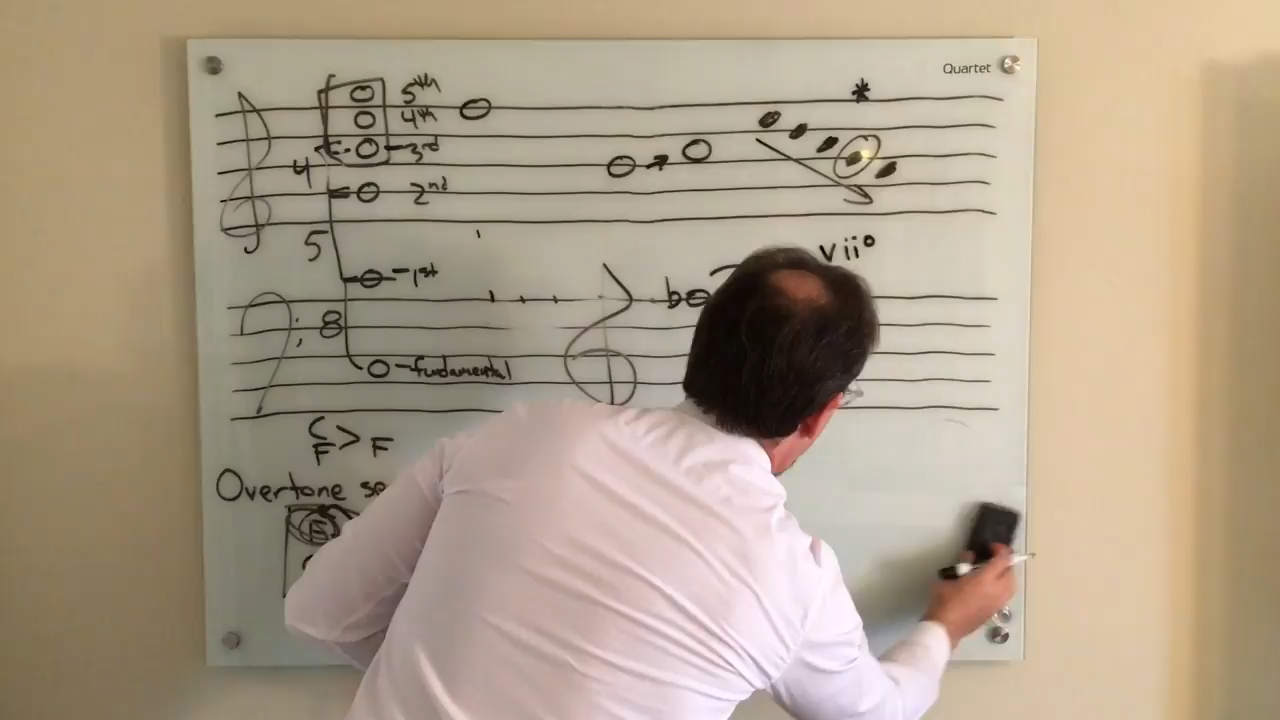 Quartet
5th
4th
*
4 3rd
2nd
5
vii°
1st
b
8
fundamental
C
F > F
Overtone se
E